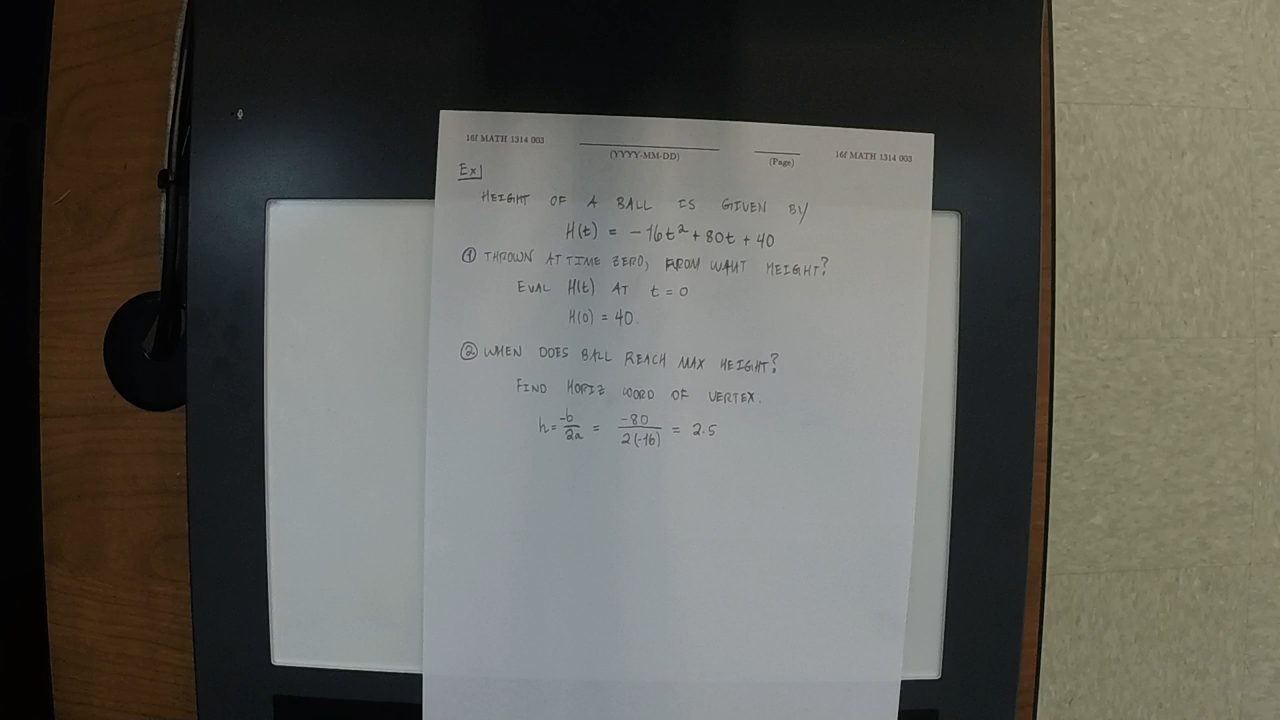 16f MATH 1314 003
(YYYY-MM-DD)
(Page)
16f MATH 1314 003
Ex1
HEIGHT OF A BALL IS GIVEN BY
H(t) = -16t² + 80t + 40
① THROWN AT TIME ZERO, FROM WAHT HEIGHT?
EVAL H(t) AT t = 0
H(0) = 40.
② WHEN DOES BALL REACH MAX HEIGHT?
FIND HORIZ COORD OF VERTEX.
h = -b/2a = -80/2(-16) = 2.5